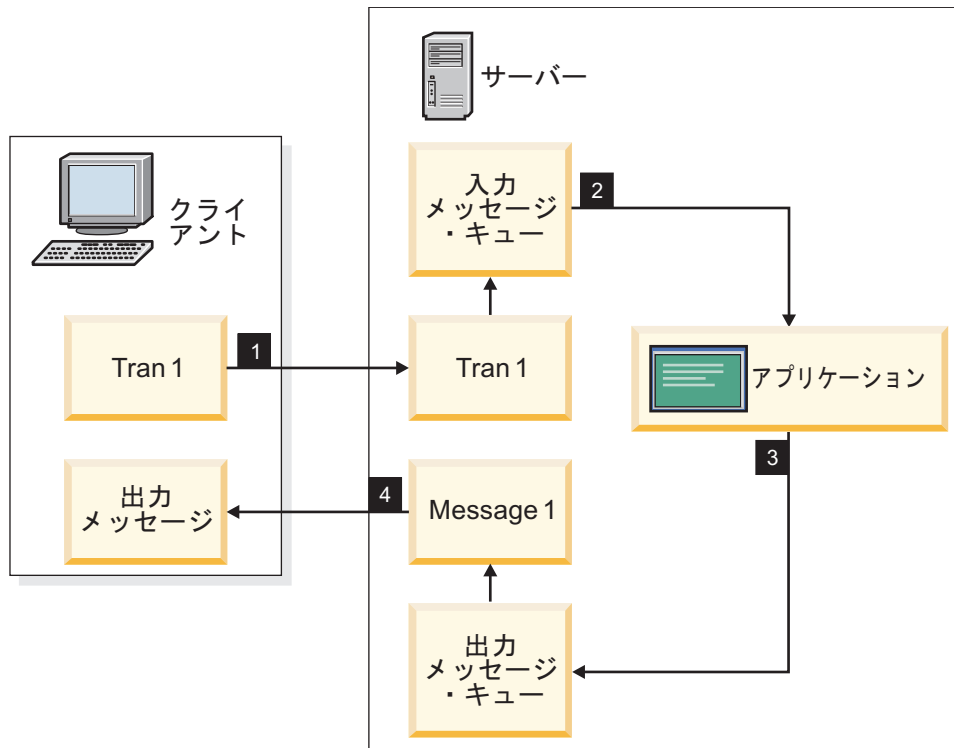 サーバー
クライ
アント
入力
メッセージ
・キュー
2
Tran 1
1
Tran 1
アプリケーション
3
出力
メッセージ
4
Message 1
出力
メッセージ
・キュー